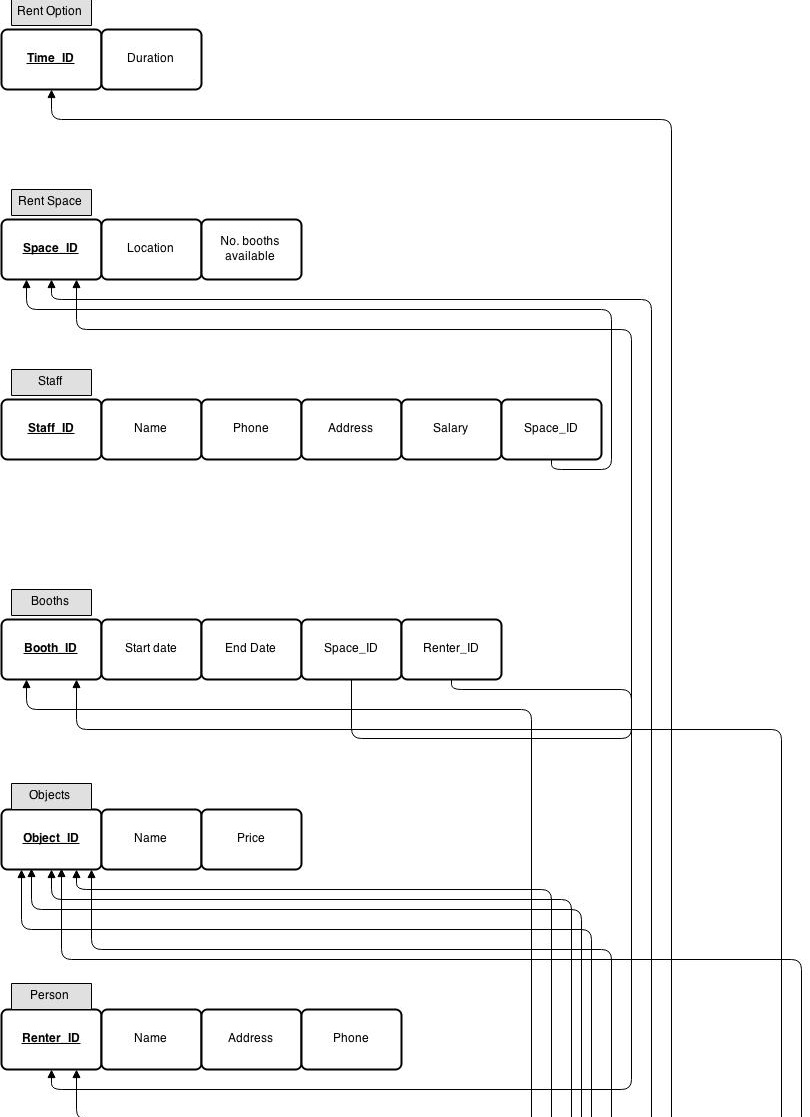 Rent Option
Time_ID Duration
Rent Space
Space_ID Location No. booths
available
Staff
Staff_ID Name Phone Address Salary Space_ID
Booths
Booth_ID Start date End Date Space_ID Renter_ID
Objects
Object_ID Name Price
Person
Renter_ID Name Address Phone